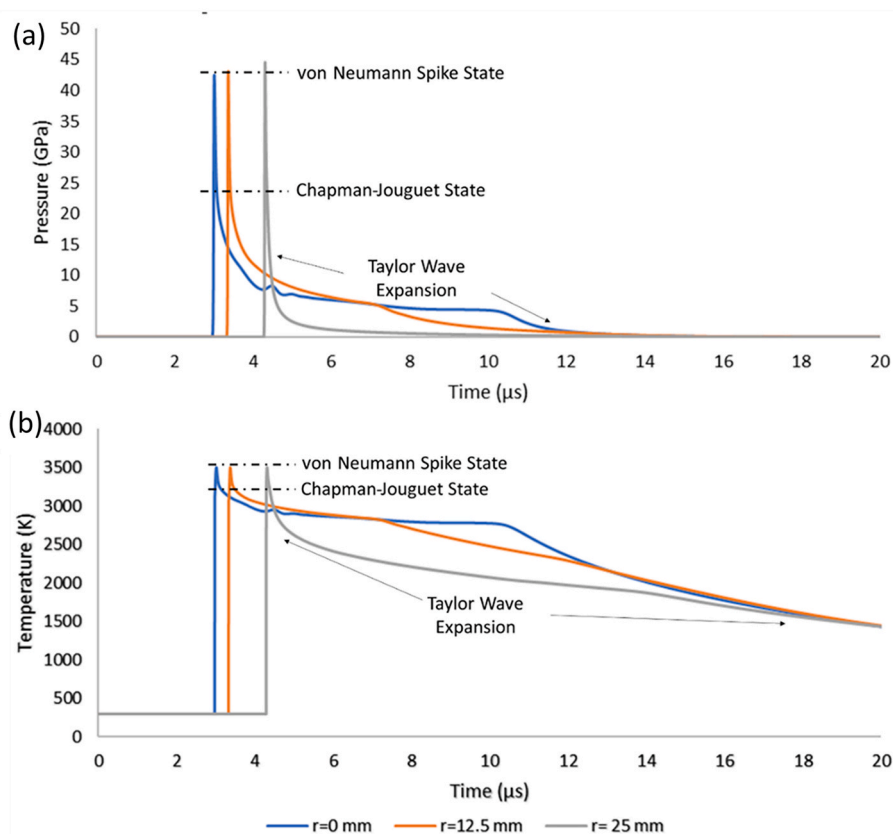 (a)
50
45
40
35
30
25
20
15
10
5
0
Pressure (GPa)
von Neumann Spike State
Chapman-Jouguet State
Taylor Wave
Expansion
0 2 4 6 8 10 12 14 16 18 20
Time (μs)
(b)
4000
3500
3000
2500
2000
1500
1000
500
0
Temperature (K)
von Neumann Spike State
Chapman-Jouguet State
Taylor Wave
Expansion
0 2 4 6 8 10 12 14 16 18 20
Time (μs)
r=0 mm r=12.5 mm r= 25 mm